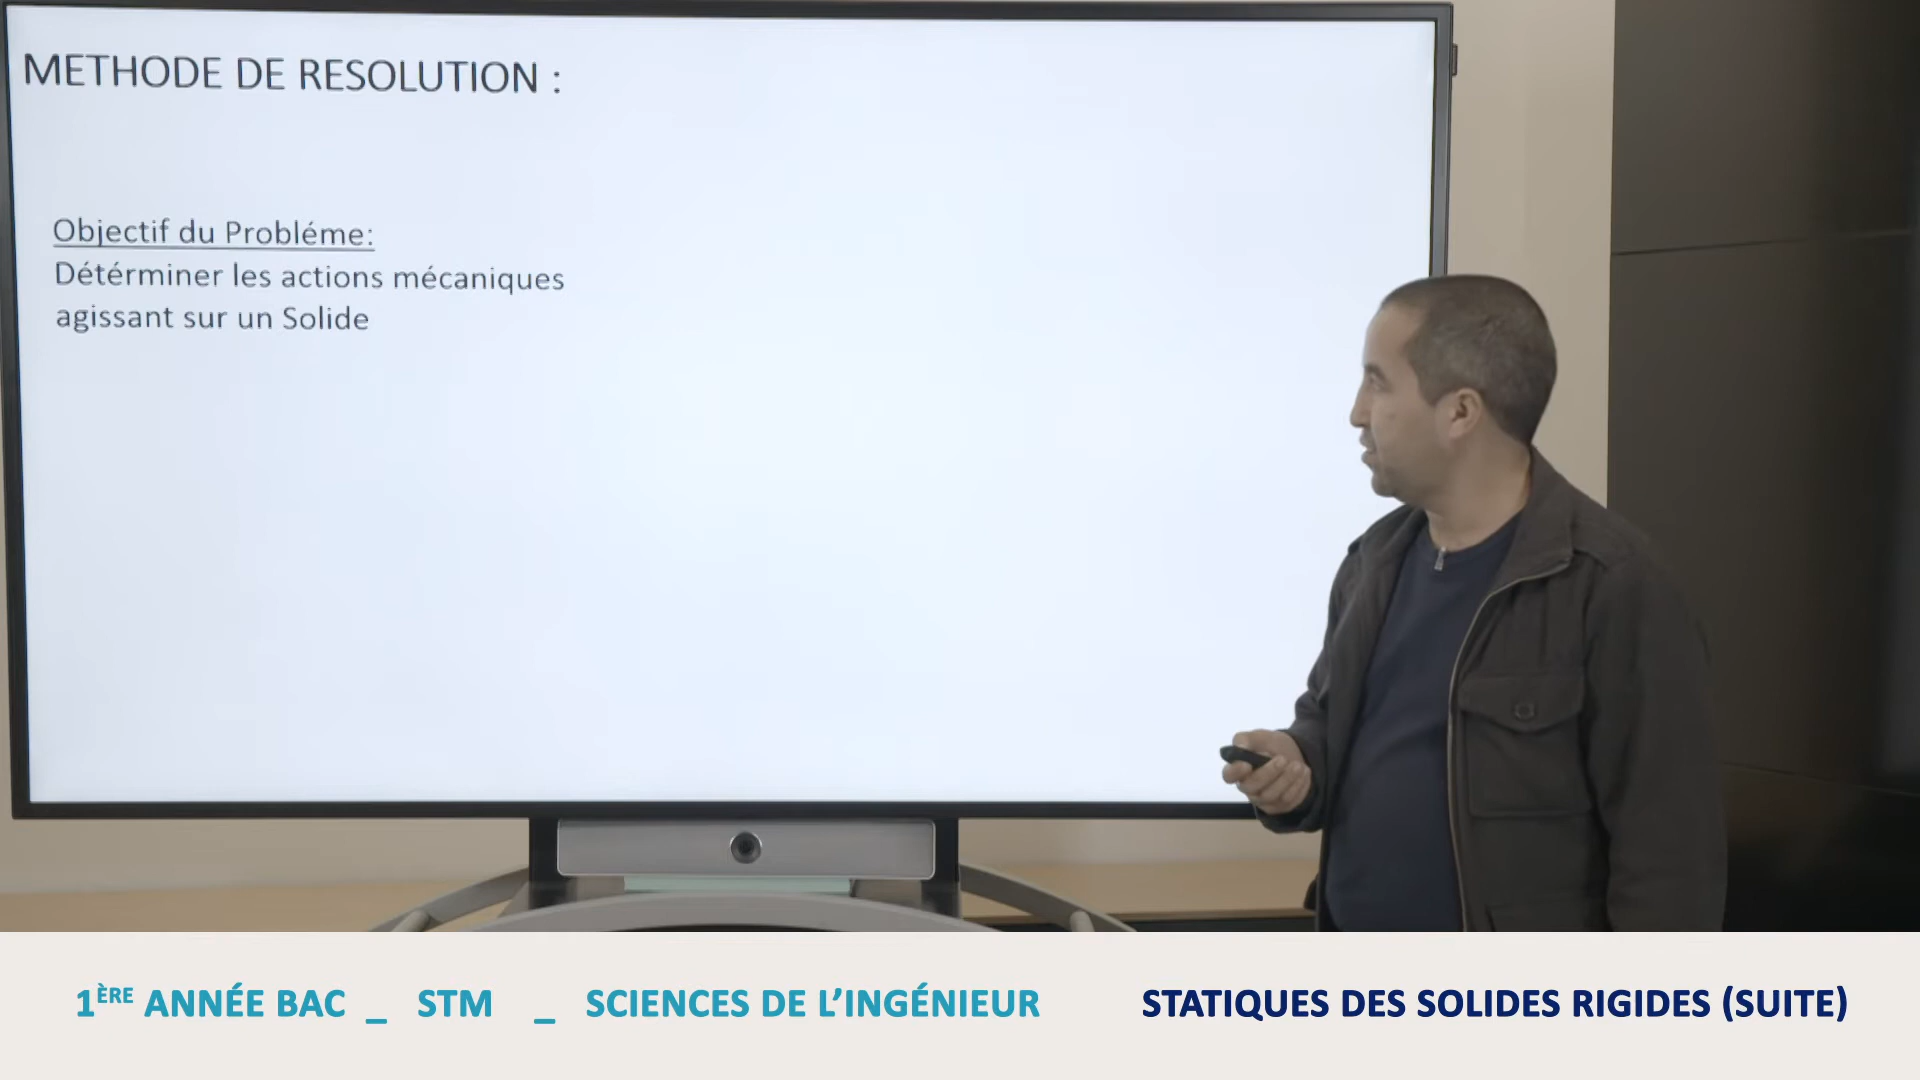 METHODE DE RESOLUTION :
Objectif du Probléme:
Détérminer les actions mécaniques
agissant sur un Solide
1ÈRE ANNÉE BAC _ STM _ SCIENCES DE L'INGÉNIEUR STATIQUES DES SOLIDES RIGIDES (SUITE)